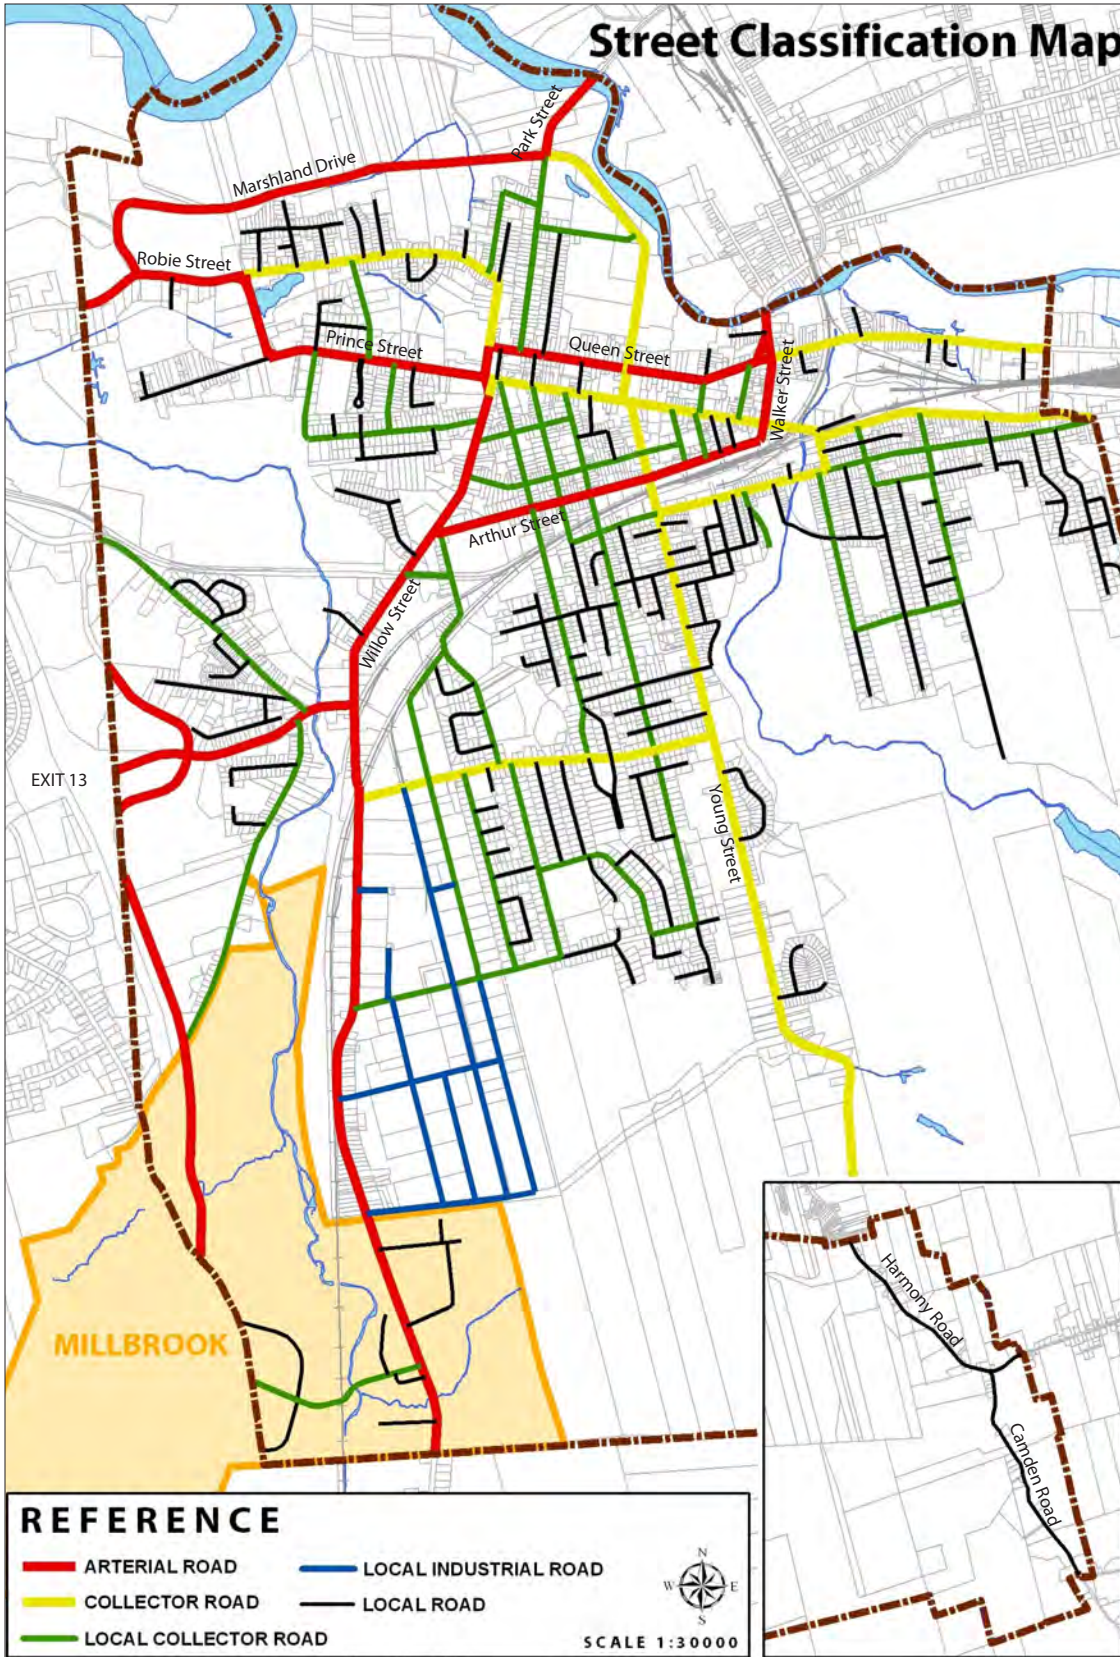 Street Classification Map
Park Street
Marshland Drive
Robie Street
Prince Street
Queen Street
Walker Street
Arthur Street
Willow Street
EXIT 13
Young Street
MILLBROOK
Harmony Road
Camden Road
REFERENCE
ARTERIAL ROAD
COLLECTOR ROAD
LOCAL COLLECTOR ROAD
LOCAL INDUSTRIAL ROAD
LOCAL ROAD
N
W E
S
SCALE 1:30000